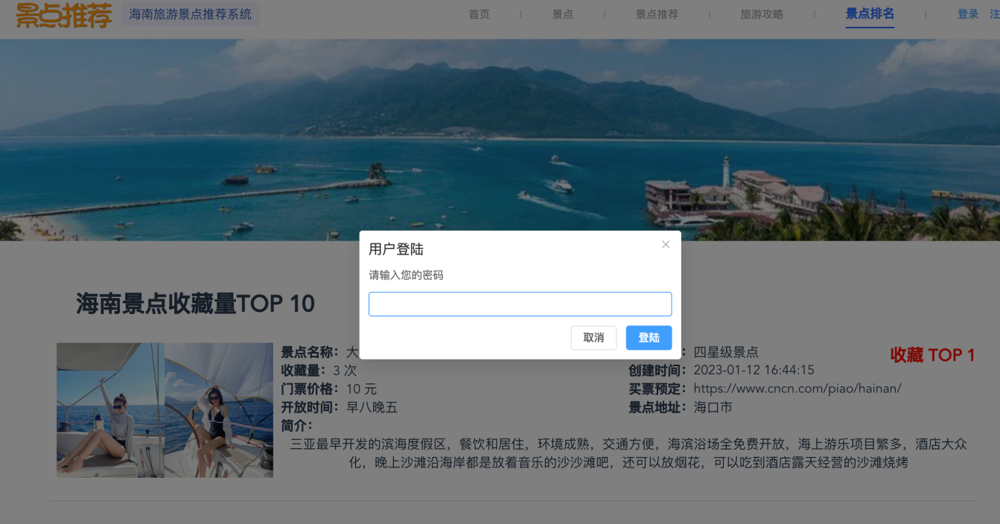 景点推荐 海南旅游景点推荐系统 首页 | 景点 | 景点推荐 | 旅游攻略 | 景点排名 | 登录 注
用户登陆
请输入您的密码
取消 登陆
海南景点收藏量TOP 10
景点名称：大 ：四星级景点 收藏 TOP 1
收藏量：3 次 创建时间：2023-01-12 16:44:15
门票价格：10 元 买票预定：https://www.cncn.com/piao/hainan/
开放时间：早八晚五 景点地址：海口市
简介：
三亚最早开发的滨海度假区，餐饮和居住，环境成熟，交通方便，海滨浴场全免费开放，海上游乐项目繁多，酒店大众
化，晚上沙滩沿海岸都是放着音乐的沙沙滩吧，还可以放烟花，可以吃到酒店露天经营的沙滩烧烤